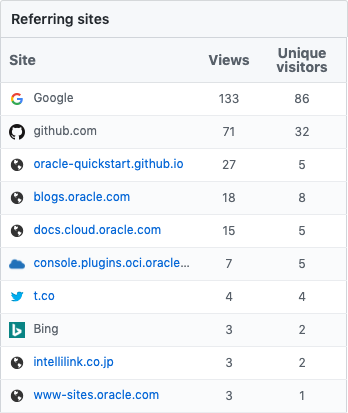 Referring sites
Site Views Unique visitors
Google 133 86
github.com 71 32
oracle-quickstart.github.io 27 5
blogs.oracle.com 18 8
docs.cloud.oracle.com 15 5
console.plugins.oci.oracle... 7 5
t.co 4 4
Bing 3 2
intellilink.co.jp 3 2
www-sites.oracle.com 3 1